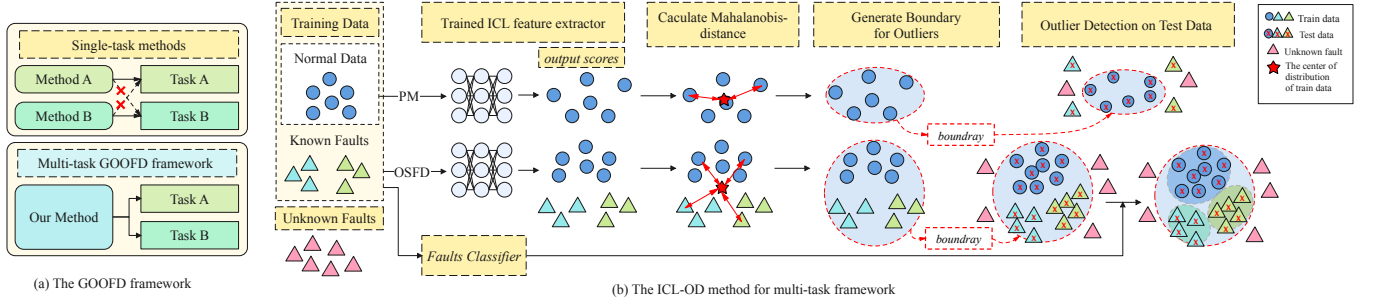 Single-task methods
Method A
Task A
Method B
Task B
Multi-task GOOFD framework
Our Method
Task A
Task B
(a) The GOOFD framework
Training Data
Normal Data
Known Faults
Unknown Faults
PM
OSFD
Trained ICL feature extractor
output scores
Caculate Mahalanobis-
distance
Generate Boundary
for Outliers
Outlier Detection on Test Data
boundray
boundray
Faults Classifier
Train data
Test data
Unknown fault
The center of
distribution
of train data
(b) The ICL-OD method for multi-task framework